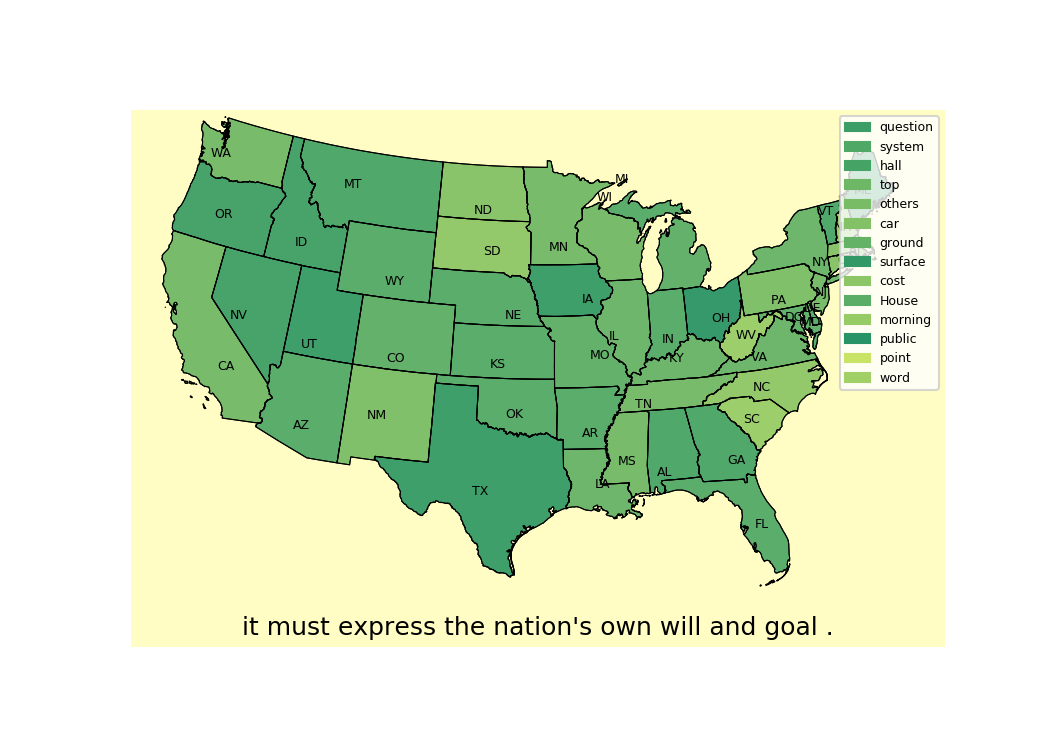 question
system
hall
top
others
car
ground
surface
cost
House
morning
public
point
word
WA
MT
ND
MN
WI
MI
OR
ID
SD
WY
NY
VT
NV
UT
NE
IA
IL
IN
OH
PA
NJ
DE
DC
MD
CA
CO
KS
MO
KY
WV
VA
AZ
NM
OK
AR
TN
NC
SC
TX
LA
MS
AL
GA
FL
it must express the nation's own will and goal .